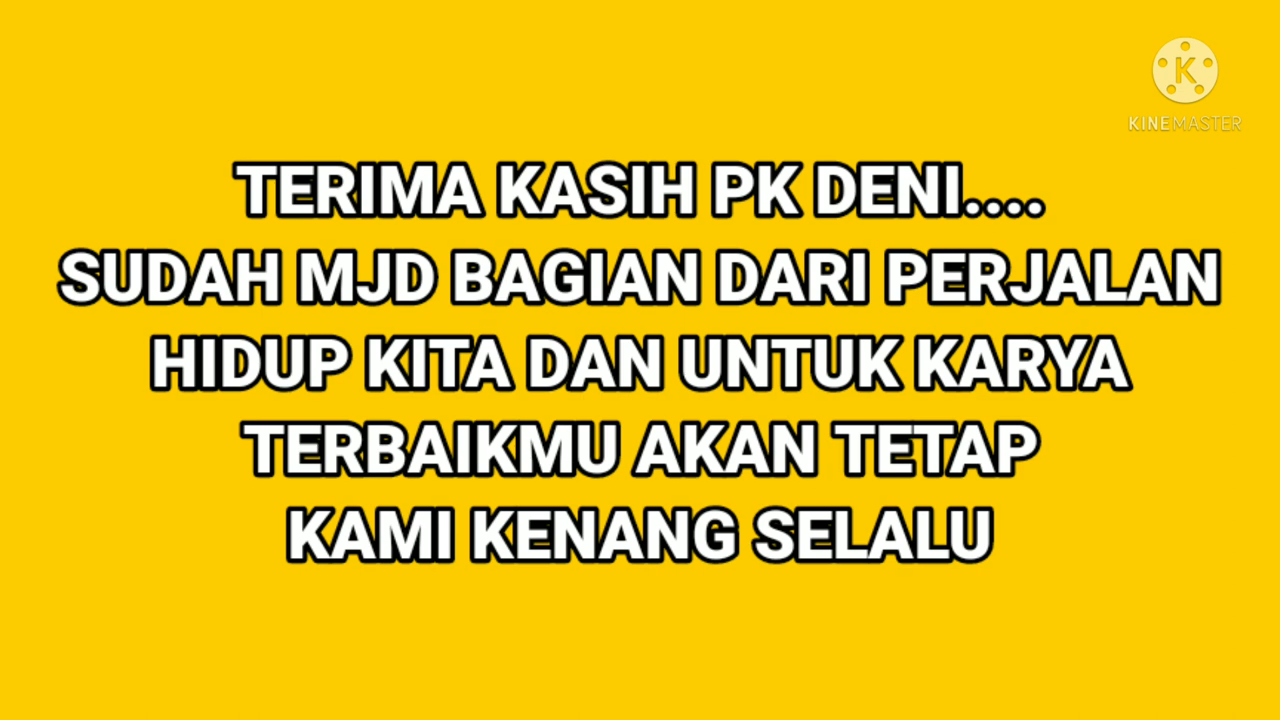 KINEMASTER
TERIMA KASIH PK DENI....
SUDAH MJD BAGIAN DARI PERJALAN
HIDUP KITA DAN UNTUK KARYA
TERBAIKMU AKAN TETAP
KAMI KENANG SELALU